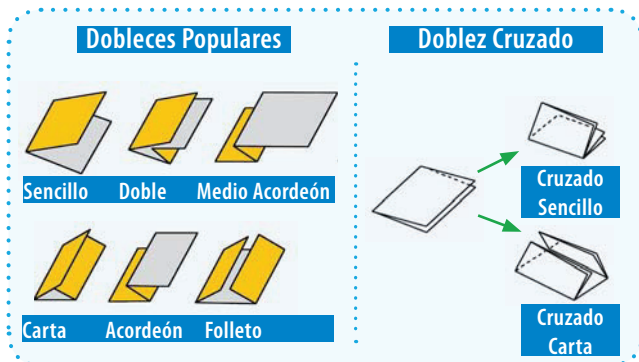 Dobleces Populares
Sencillo Doble Medio Acordeón
Carta Acordeón Folleto
Doblez Cruzado
Cruzado
Sencillo
Cruzado
Carta